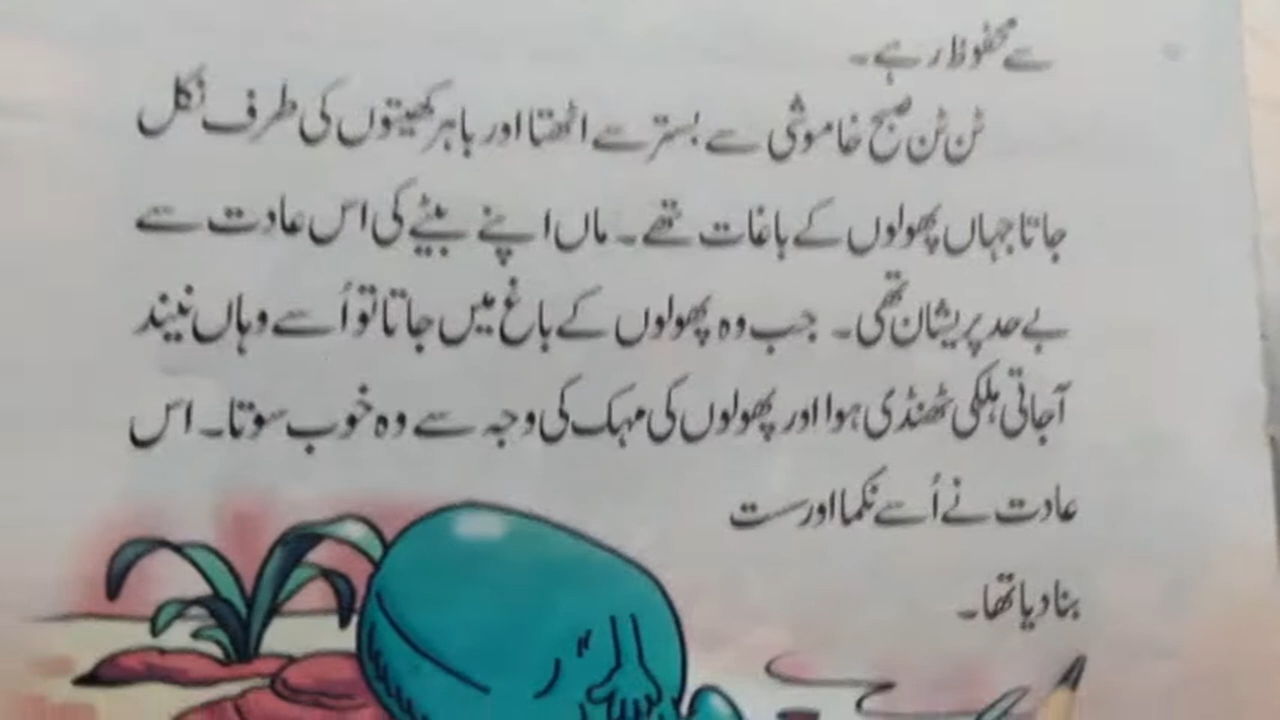 سے محفوظ رہے۔
ٹن ٹن صبح خاموشی سے بستر سے اٹھتا اور باہر کھیتوں کی طرف نکل
جاتا جہاں پھولوں کے باغات تھے۔ ماں اپنے بیٹے کی اس عادت سے
بے حد پریشان تھی۔ جب وہ پھولوں کے باغ میں جاتا تو اُسے وہاں نیند
آجاتی ہلکی ٹھنڈی ہوا اور پھولوں کی مہک کی وجہ سے وہ خوب سوتا۔ اس
عادت نے اُسے نکما اور ست
بنا دیا تھا۔